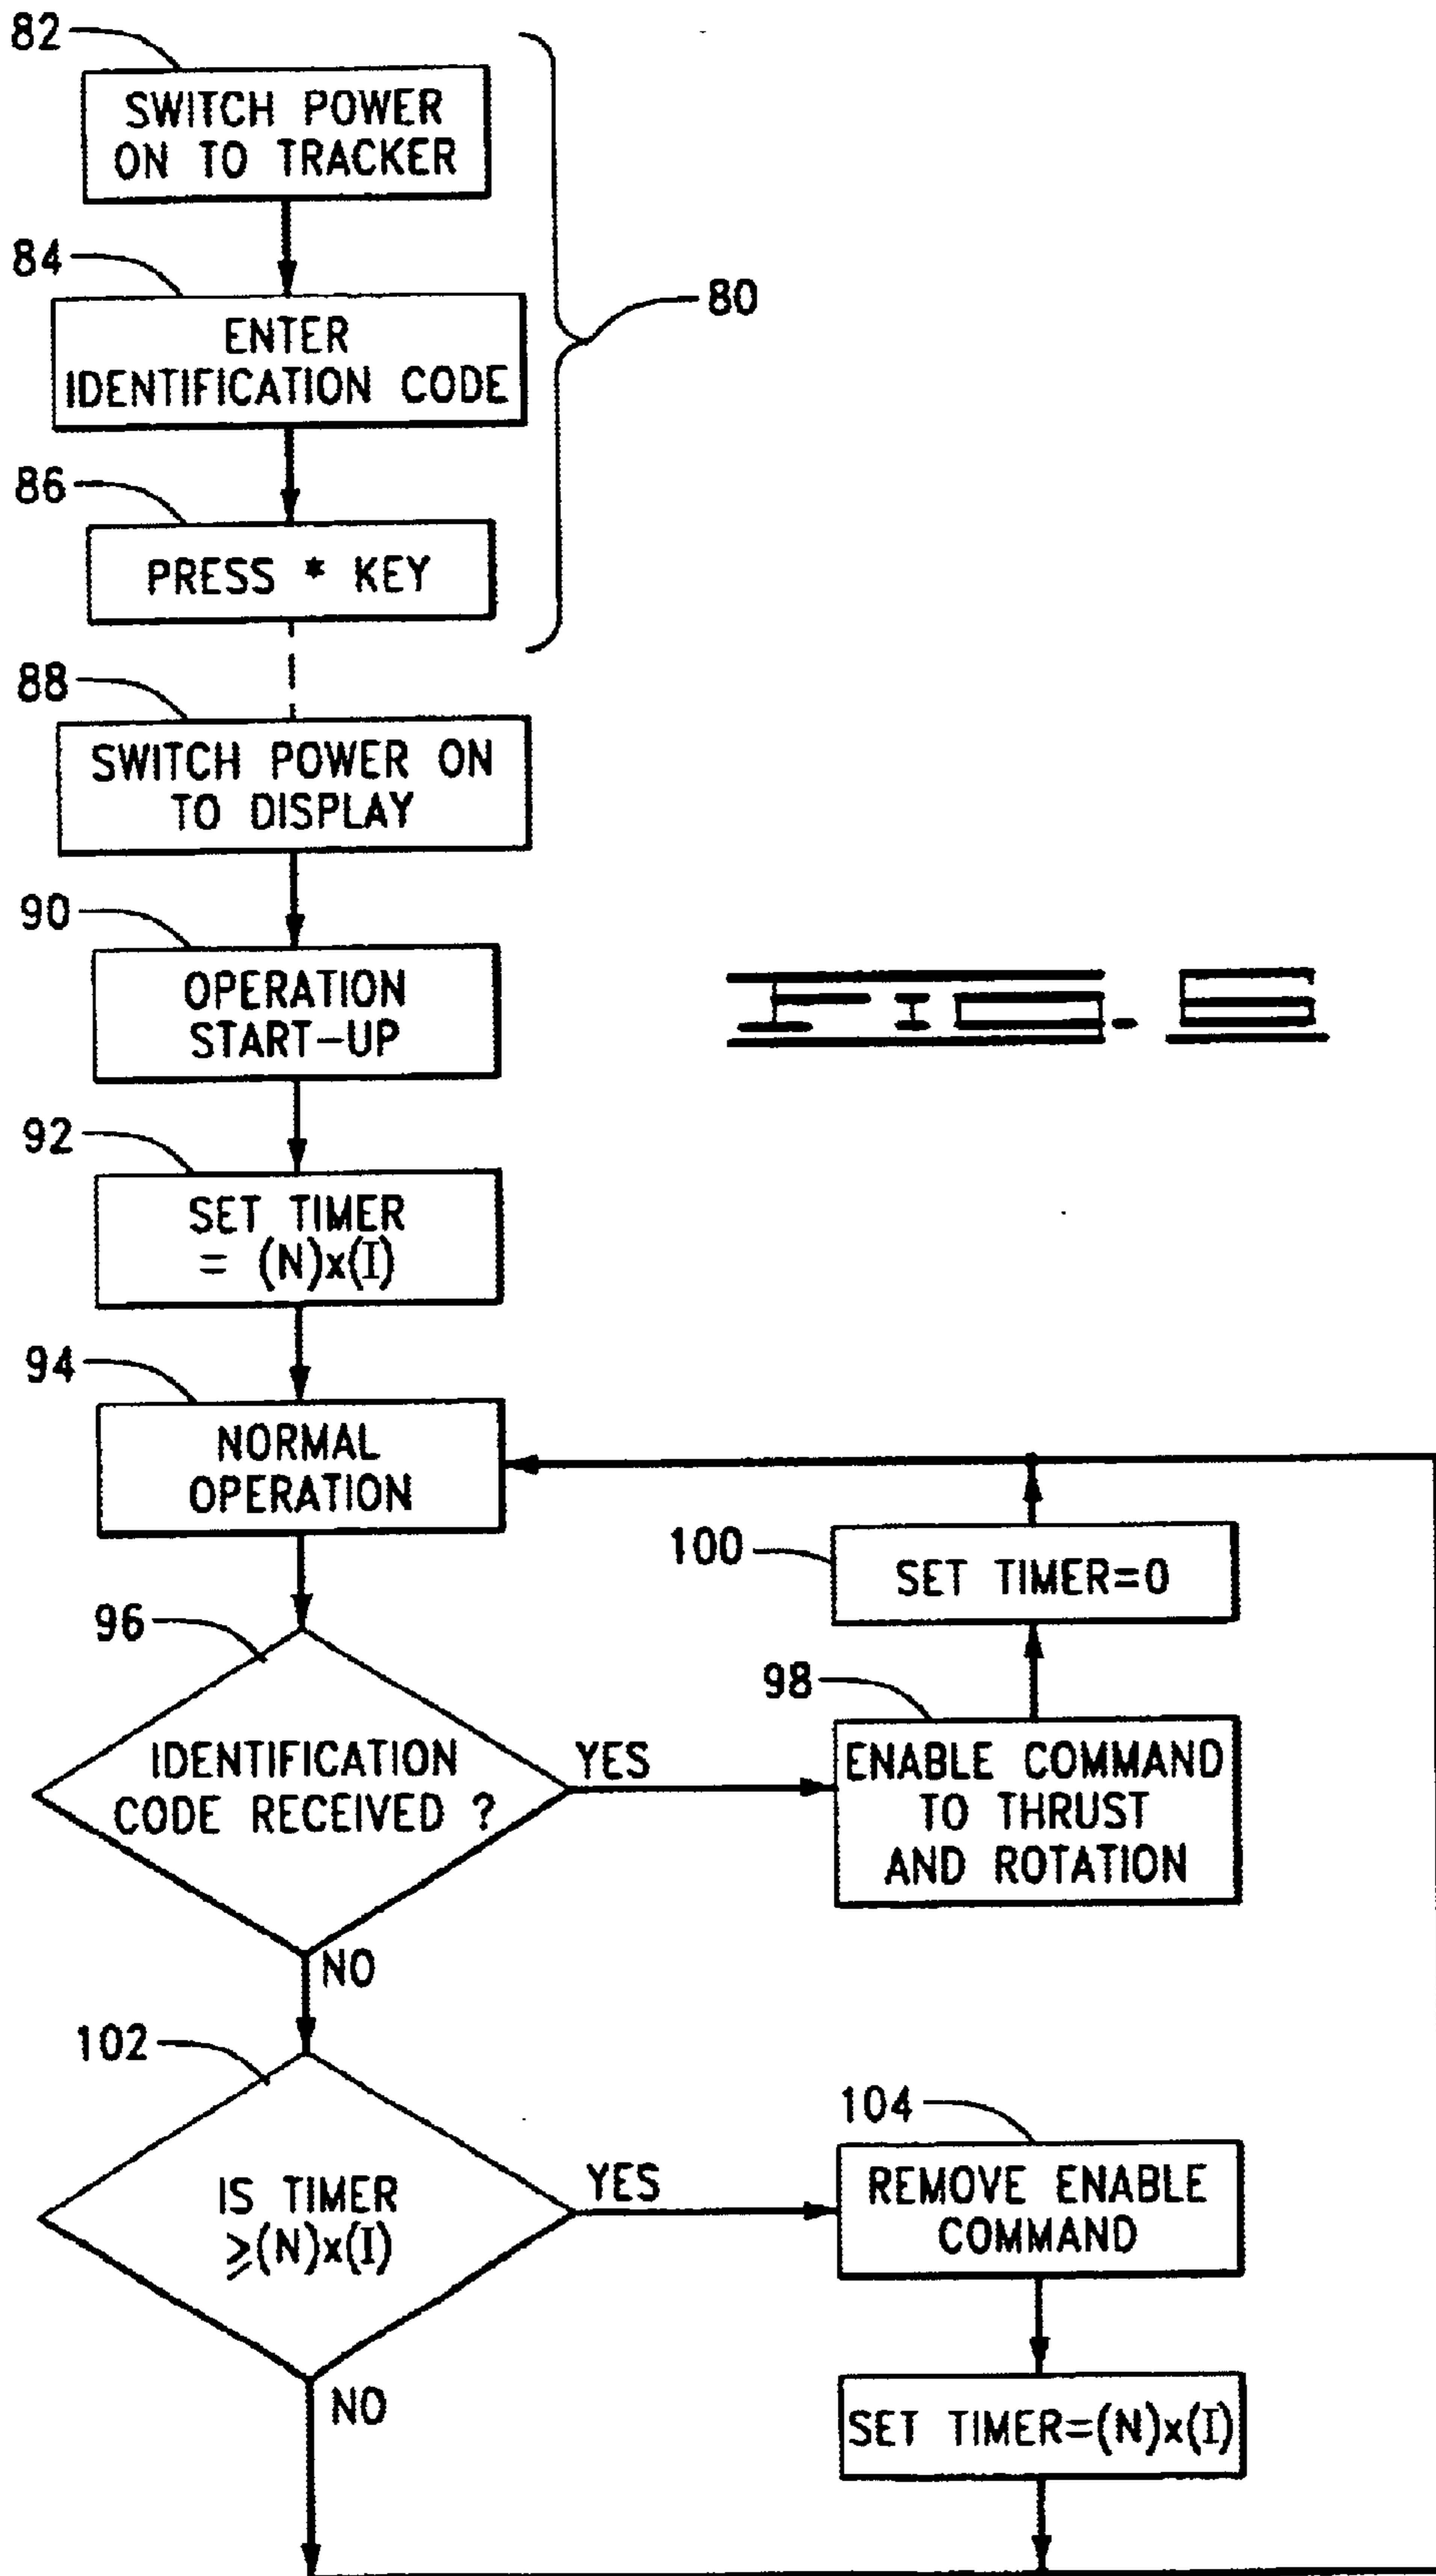 82
SWITCH POWER
ON TO TRACKER
84
ENTER
IDENTIFICATION CODE
80
86
PRESS * KEY
88
SWITCH POWER ON
TO DISPLAY
90
OPERATION
START-UP
92
SET TIMER
= (N)x(I)
94
NORMAL
OPERATION
100
SET TIMER=0
96
98
IDENTIFICATION
CODE RECEIVED ?
YES
ENABLE COMMAND
TO THRUST
AND ROTATION
NO
102
104
IS TIMER
≥(N)x(I)
YES
REMOVE ENABLE
COMMAND
NO
SET TIMER=(N)x(I)